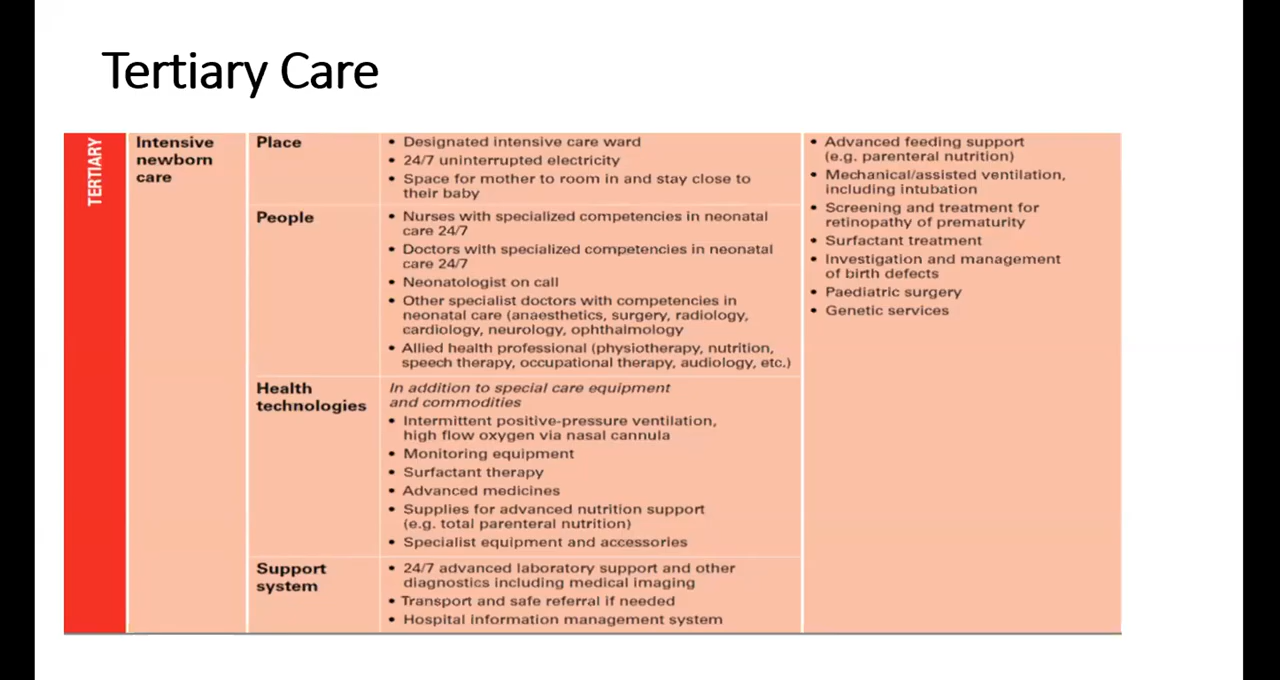 Tertiary Care
TERTIARY
Intensive
newborn
care
Place
• Designated intensive care ward
• 24/7 uninterrupted electricity
• Space for mother to room in and stay close to
their baby
People
• Nurses with specialized competencies in neonatal
care 24/7
• Doctors with specialized competencies in neonatal
care 24/7
• Neonatologist on call
• Other specialist doctors with competencies in
neonatal care (anaesthetics, surgery, radiology,
cardiology, neurology, ophthalmology
• Allied health professional (physiotherapy, nutrition,
speech therapy, occupational therapy, audiology, etc.)
Health
technologies
In addition to special care equipment
and commodities
• Intermittent positive-pressure ventilation,
high flow oxygen via nasal cannula
• Monitoring equipment
• Surfactant therapy
• Advanced medicines
• Supplies for advanced nutrition support
(e.g. total parenteral nutrition)
• Specialist equipment and accessories
Support
system
• 24/7 advanced laboratory support and other
diagnostics including medical imaging
• Transport and safe referral if needed
• Hospital information management system
• Advanced feeding support
(e.g. parenteral nutrition)
• Mechanical/assisted ventilation,
including intubation
• Screening and treatment for
retinopathy of prematurity
• Surfactant treatment
• Investigation and management
of birth defects
• Paediatric surgery
• Genetic services